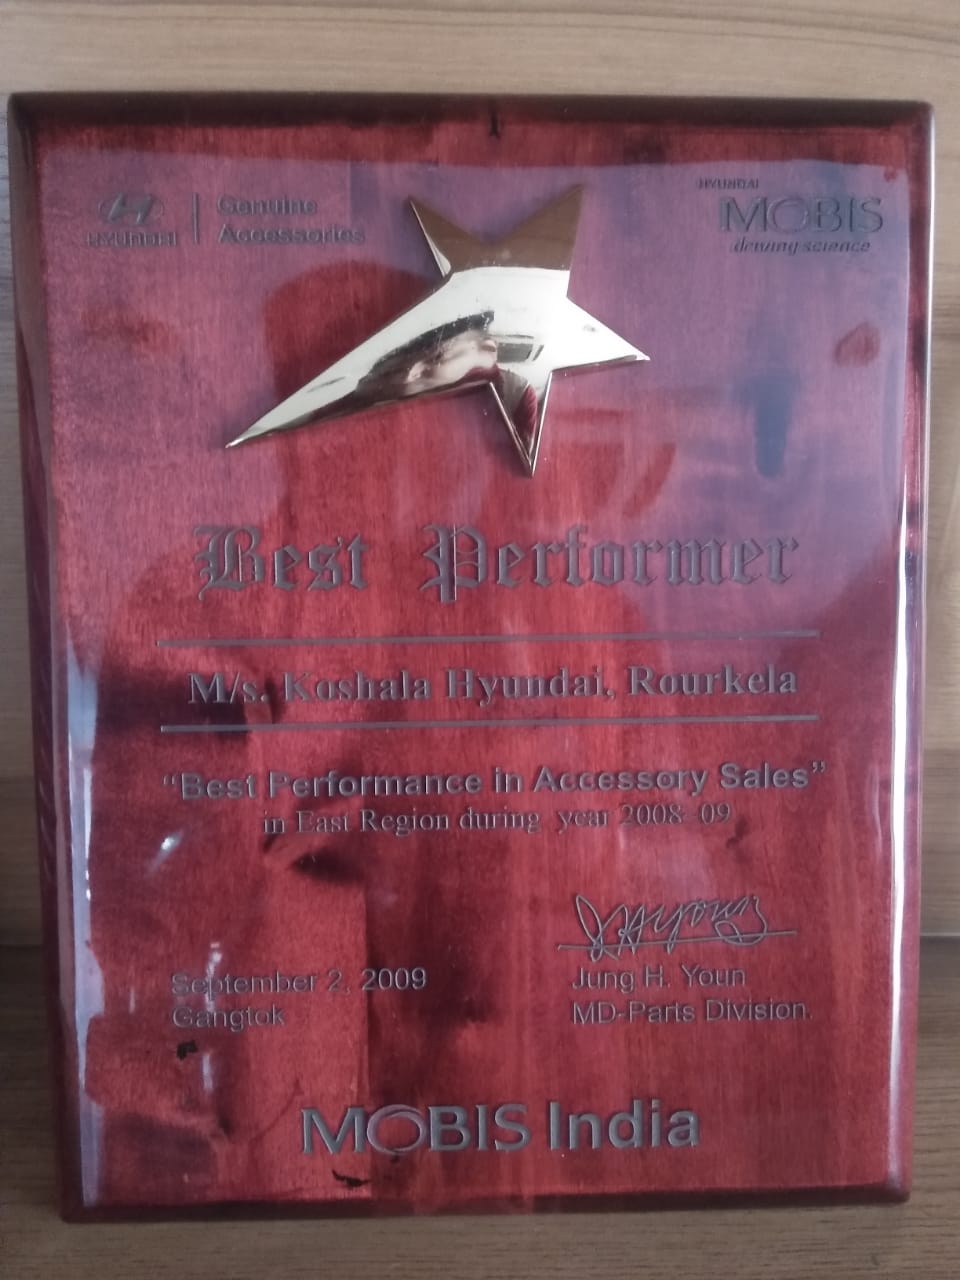 HYUNDAI
Genuine
Accessories
HYUNDAI
MOBIS
driving science
Best Performer
M/s. Koshala Hyundai, Rourkela
“Best Performance in Accessory Sales”
in East Region during year 2008-09
September 2, 2009
Gangtok
Jung H. Youn
MD-Parts Division.
MOBIS India